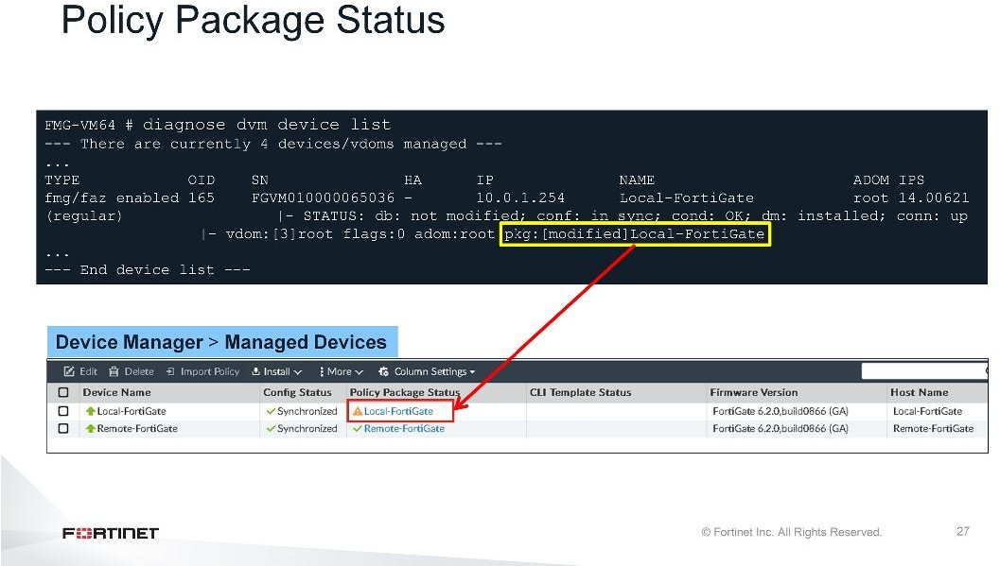 Policy Package Status
FMG-VM64 # diagnose dvm device list
--- There are currently 4 devices/vdoms managed ---
...
TYPE OID SN HA IP NAME ADOM IPS
fmg/faz enabled 165 FGVM010000065036 - 10.0.1.254 Local-FortiGate root 14.00621
(regular) |- STATUS: db: not modified; conf: in sync; cond: OK; dm: installed; conn: up
|- vdom:[3]root flags:0 adom:root pkg:[modified]Local-FortiGate
...
--- End device list ---
Device Manager > Managed Devices
Edit Delete Import Policy Install More Column Settings
Device Name Config Status Policy Package Status CLI Template Status Firmware Version Host Name
Local-FortiGate Synchronized Local-FortiGate FortiGate 6.2.0,build0866 (GA) Local-FortiGate
Remote-FortiGate Synchronized Remote-FortiGate FortiGate 6.2.0,build0866 (GA) Remote-FortiGate
FORTINET © Fortinet Inc. All Rights Reserved. 27